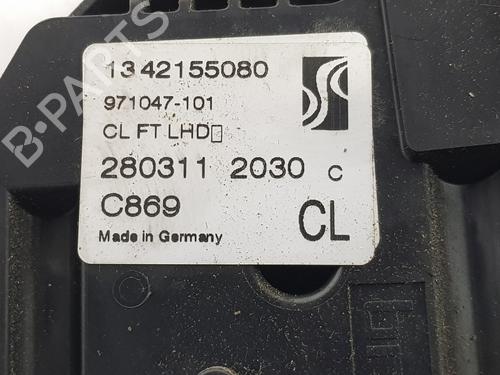 1342155080
971047-101
CL FT LHD
280311 2030 C
C869
CL
Made in Germany
B-PARTS